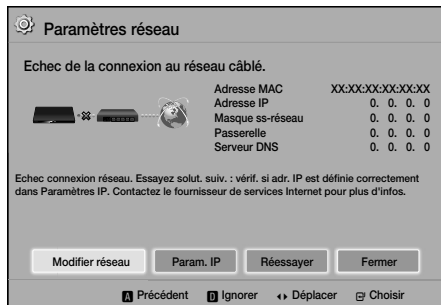 Paramètres réseau
Echec de la connexion au réseau câblé.
Adresse MAC XX:XX:XX:XX:XX:XX
Adresse IP 0. 0. 0. 0
Masque ss-réseau 0. 0. 0. 0
Passerelle 0. 0. 0. 0
Serveur DNS 0. 0. 0. 0
Echec connexion réseau. Essayez solut. suiv. : vérif. si adr. IP est définie correctement
dans Paramètres IP. Contactez le fournisseur de services Internet pour plus d'infos.
Modifier réseau Param. IP Réessayer Fermer
A Précédent D Ignorer Déplacer Choisir